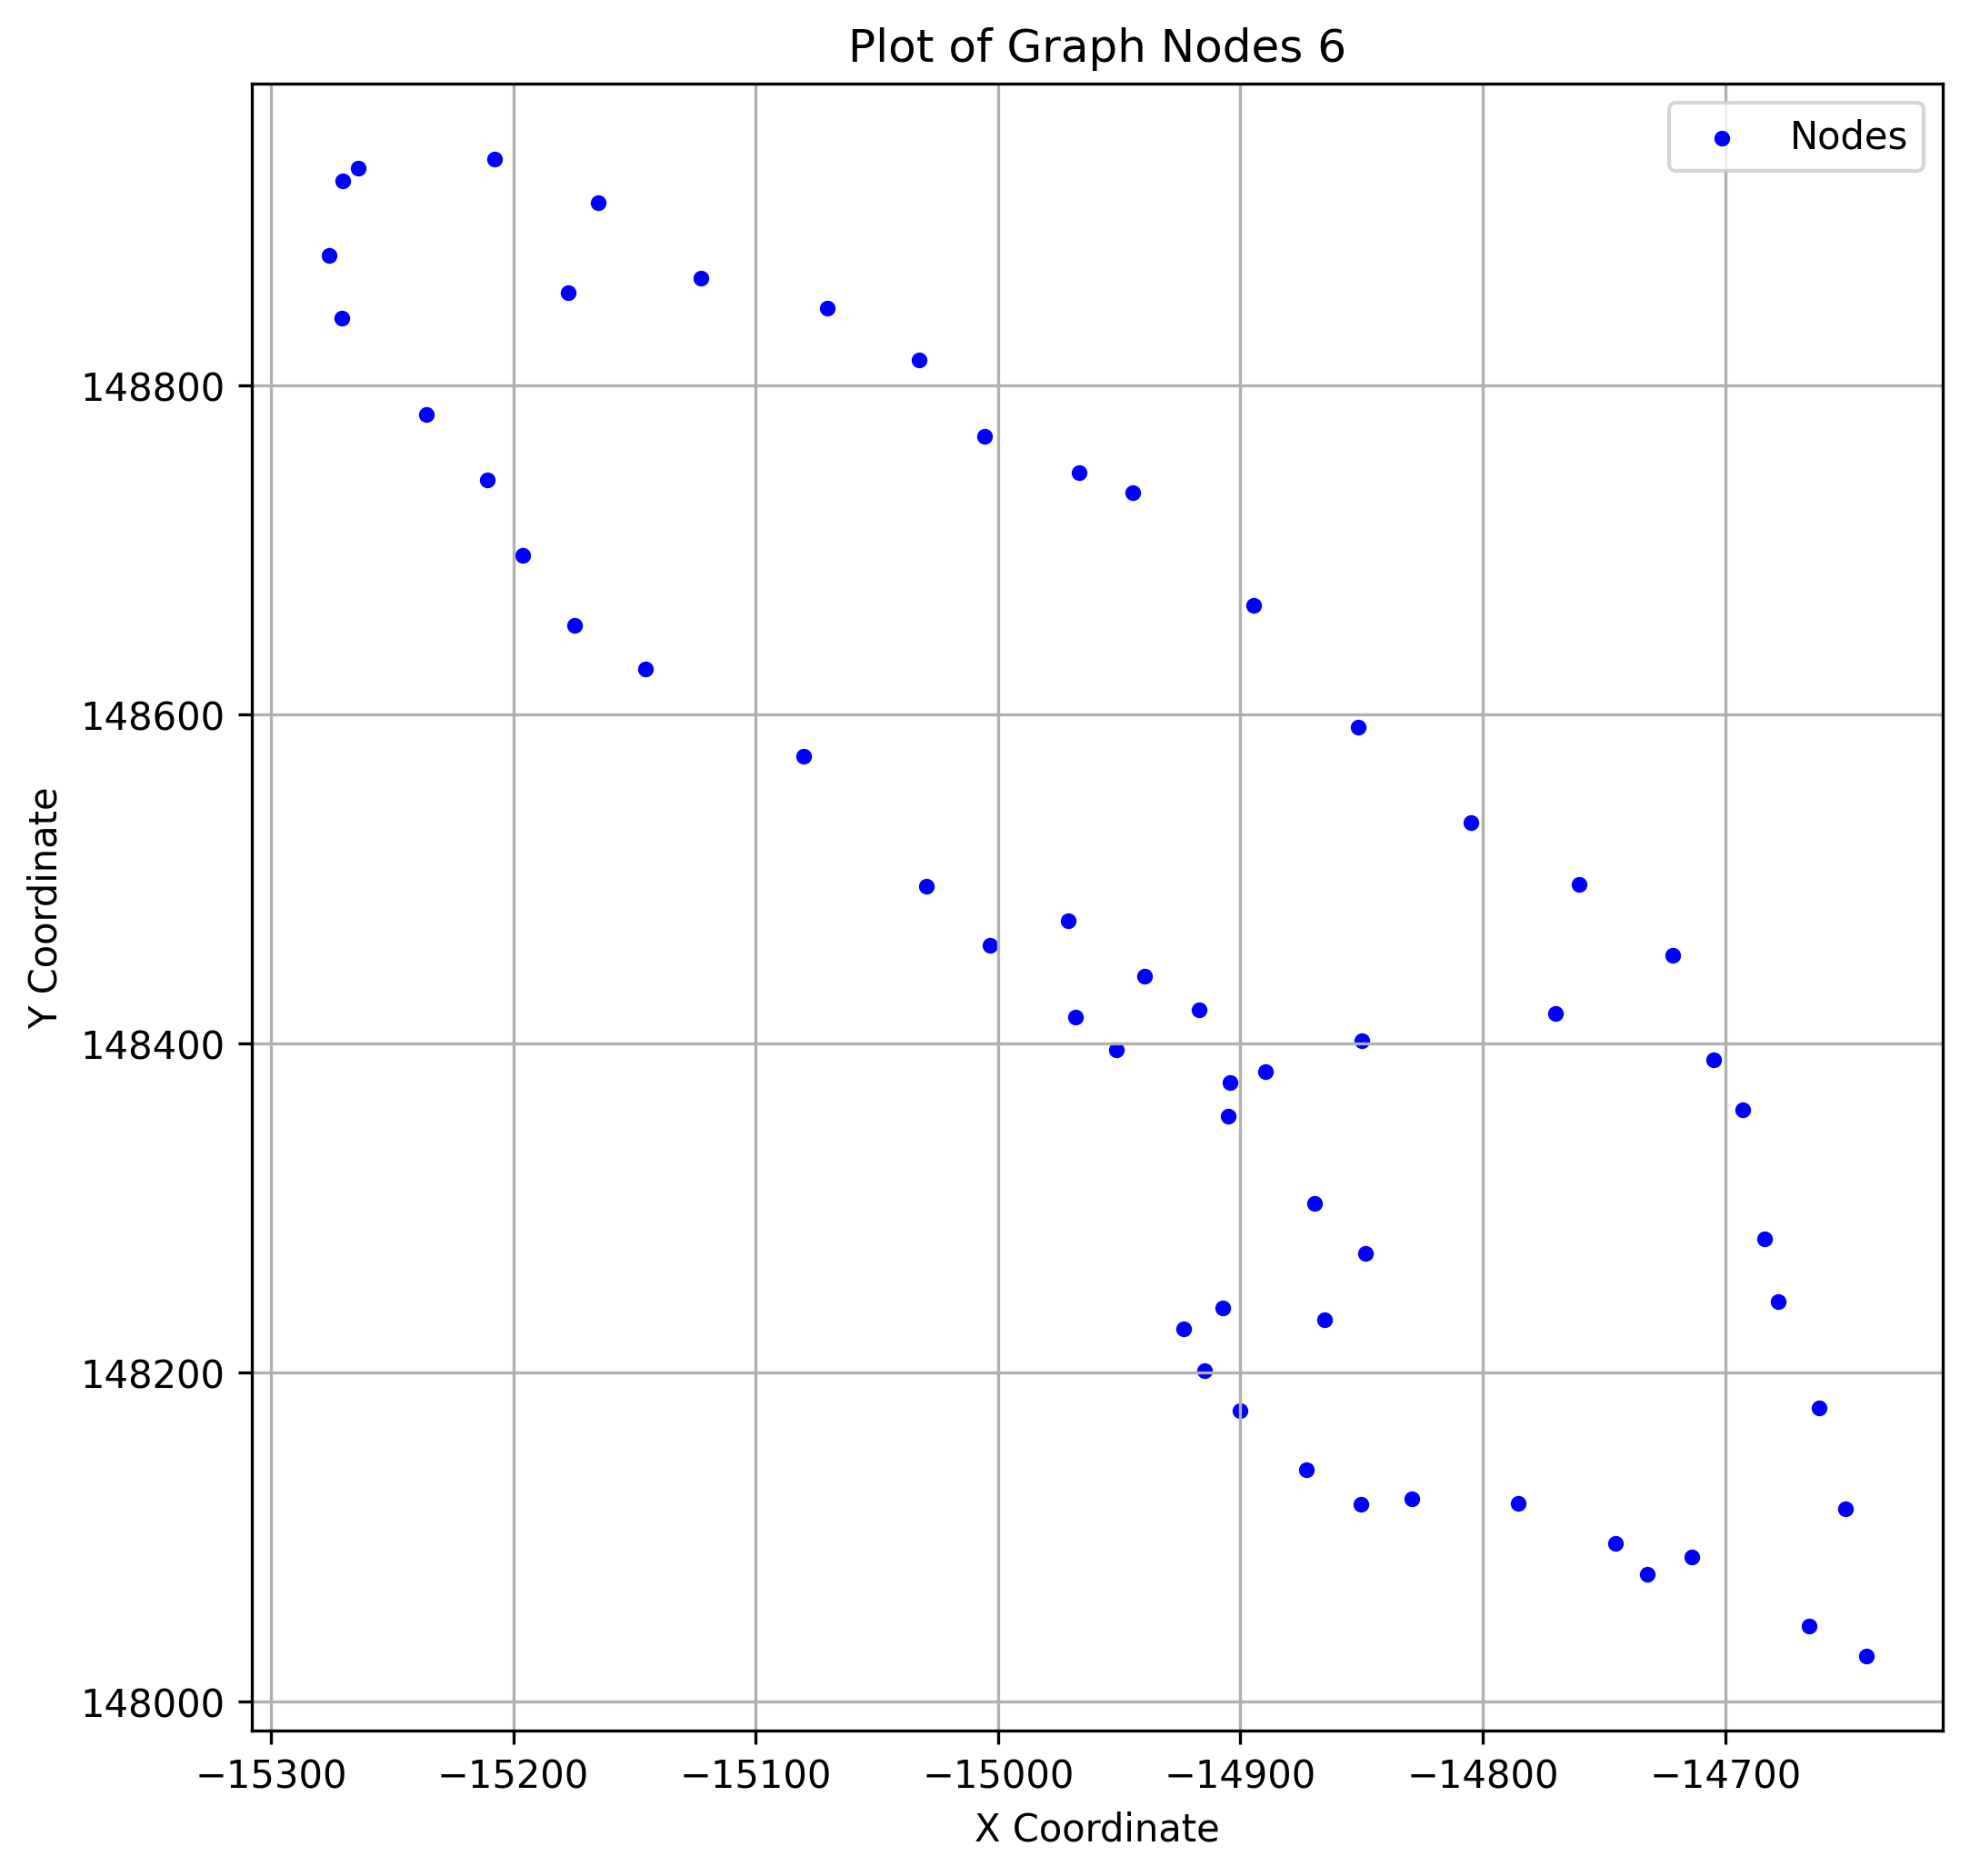 Plot of Graph Nodes 6
Nodes
148800
148600
148400
148200
148000
Y Coordinate
−15300 −15200 −15100 −15000 −14900 −14800 −14700
X Coordinate